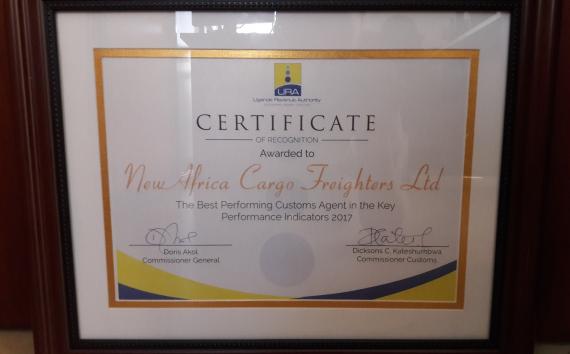 URA
Uganda Revenue Authority
CERTIFICATE
OF RECOGNITION
Awarded to
New Africa Cargo Freighters Ltd
The Best Performing Customs Agent in the Key
Performance Indicators 2017
Doris Akol
Commissioner General
Dicksons C. Kateshumbwa
Commissioner Customs